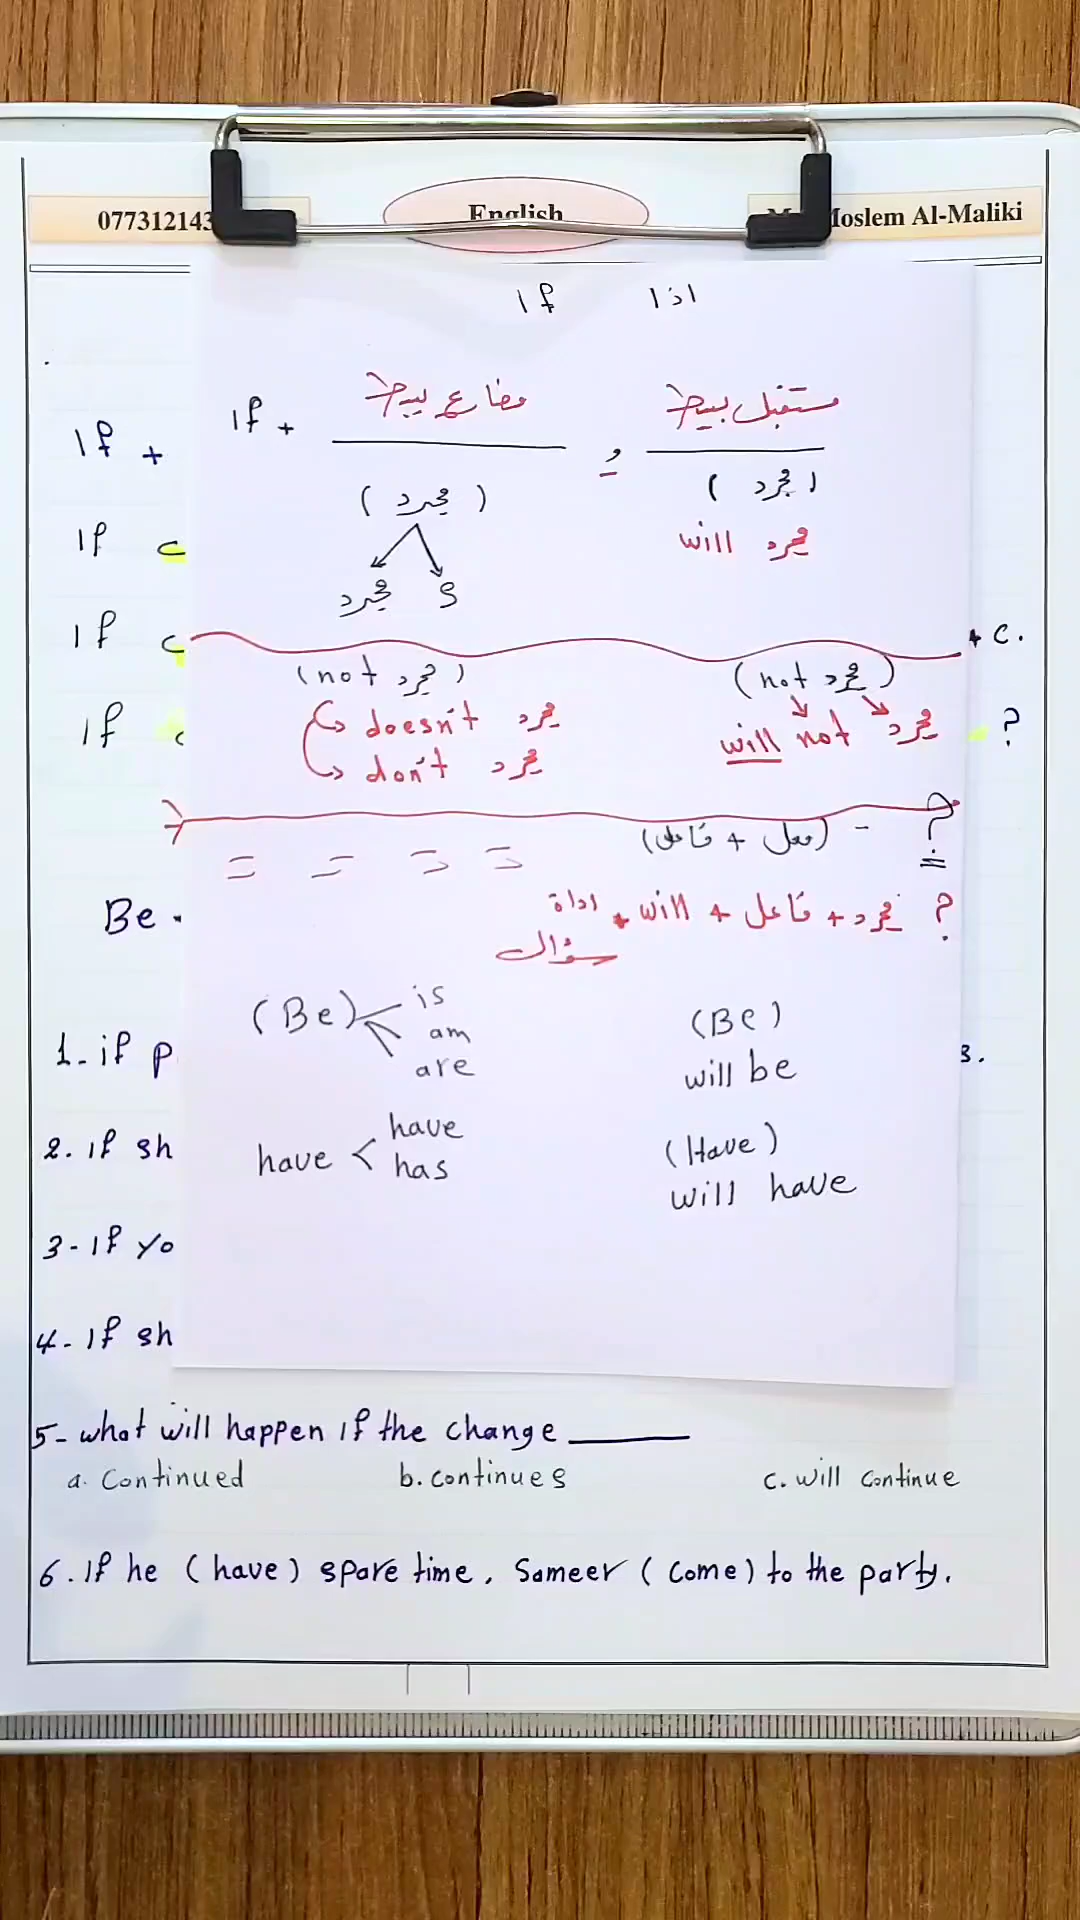 077312143
English
Moslem Al-Maliki
If اذا
If + مضارع بسيط , مستقبل بسيط
(مجرد) (مجرد)
will مجرد
مجرد S
If +
If c
If c + c.
(not مجرد) (not مجرد)
If c doesn't مجرد will not مجرد ?
don't مجرد
(فعل + فاعل) - ?
Be
اداة سؤال + will + فاعل + مجرد ?
(Be) is (Be)
am
are will be
1- if p 3.
have (Have)
2. if sh have has will have
3- If yo
4- If sh
5- what will happen if the change ______
a. Continued b. continues c. will continue
6. If he (have) spare time, Sameer (come) to the party.